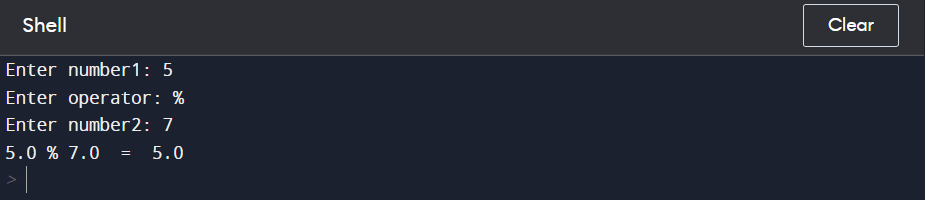 Shell
Clear
Enter number1: 5
Enter operator: %
Enter number2: 7
5.0 % 7.0  =  5.0
>